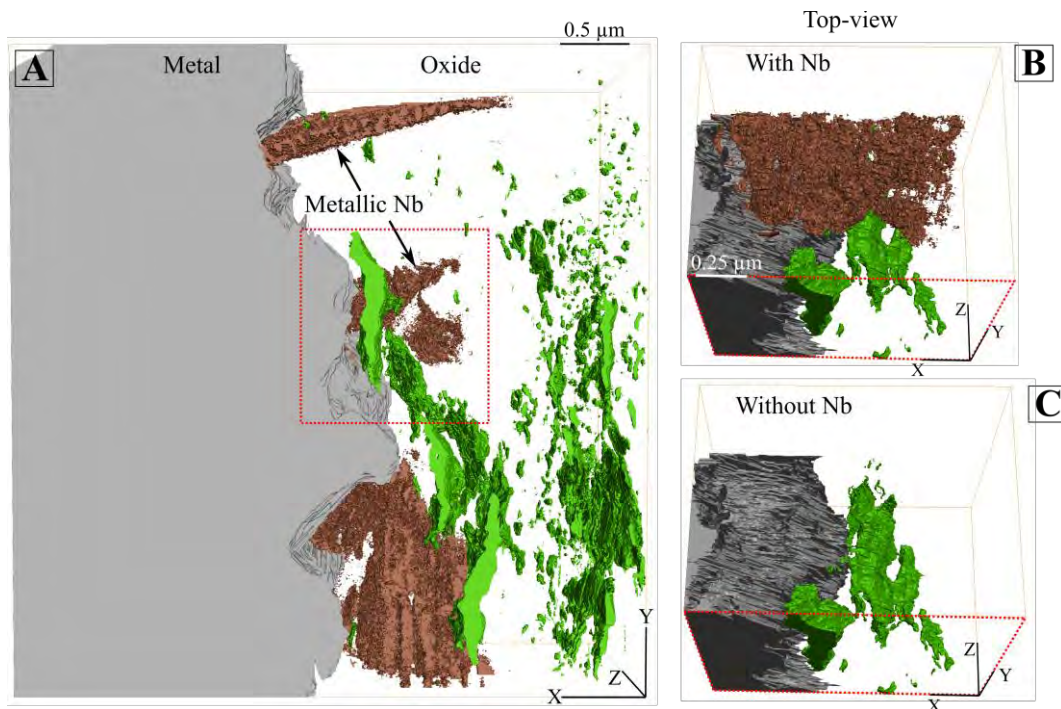 A
Metal
Oxide
0.5 µm
Metallic Nb
Y
Z
X
Top-view
With Nb
B
0.25 µm
Z
Y
X
Without Nb
C
Z
Y
X